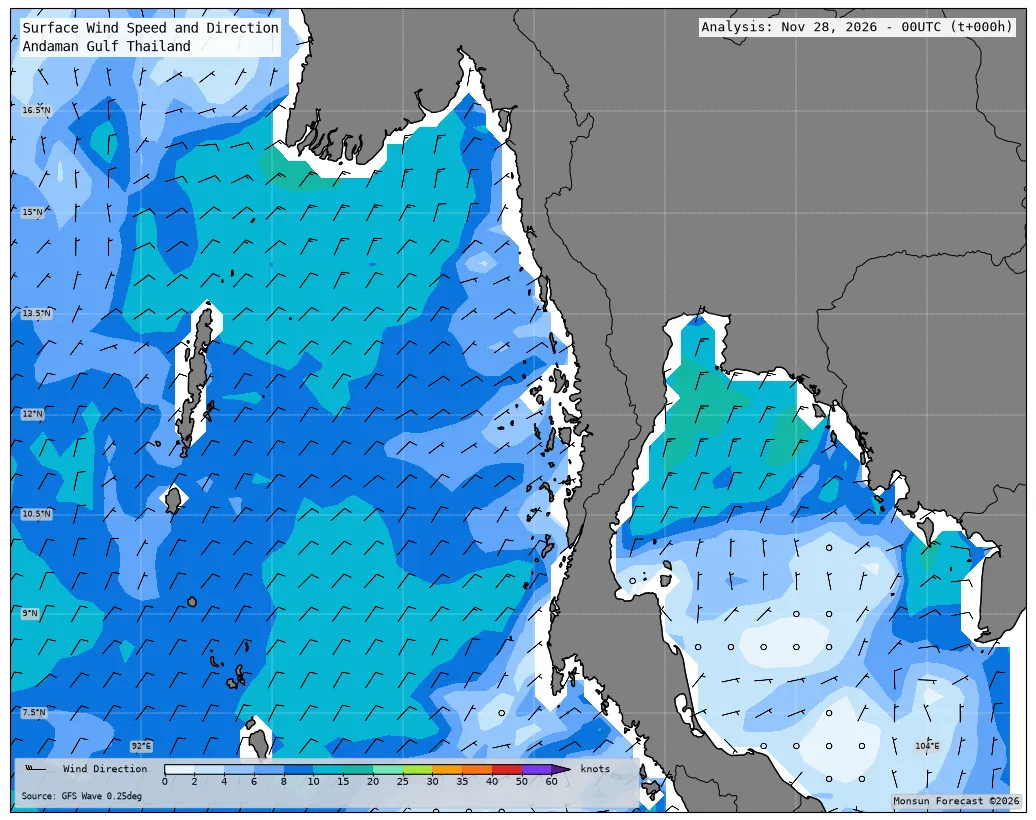 Surface Wind Speed and Direction
Andaman Gulf Thailand
Analysis: Nov 28, 2026 - 00UTC (t+000h)
16.5°N
15°N
13.5°N
12°N
10.5°N
9°N
7.5°N
92°E
104°E
Wind Direction
knots
0 2 4 6 8 10 15 20 25 30 40 50 60
Source: GFS Wave 0.25deg
Monsun Forecast ©2026